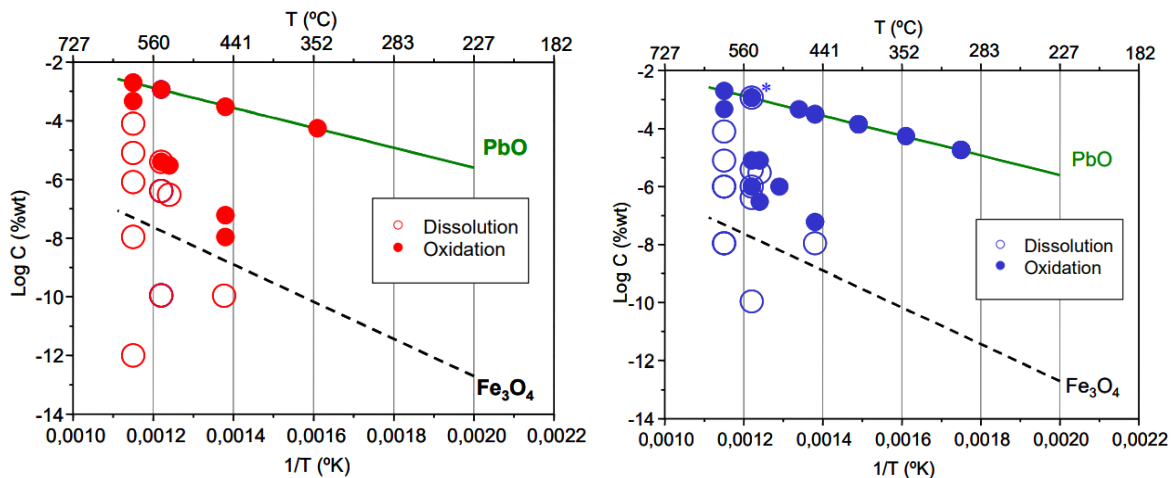 T (ºC)
727 560 441 352 283 227 182
-2
-4
-6
-8
-10
-12
-14
Log C (%wt)
PbO
Dissolution
Oxidation
Fe3O4
0,0010 0,0012 0,0014 0,0016 0,0018 0,0020 0,0022
1/T (ºK)
T (ºC)
727 560 441 352 283 227 182
-2
-4
-6
-8
-10
-12
-14
Log C (%wt)
*
PbO
Dissolution
Oxidation
Fe3O4
0,0010 0,0012 0,0014 0,0016 0,0018 0,0020 0,0022
1/T (ºK)